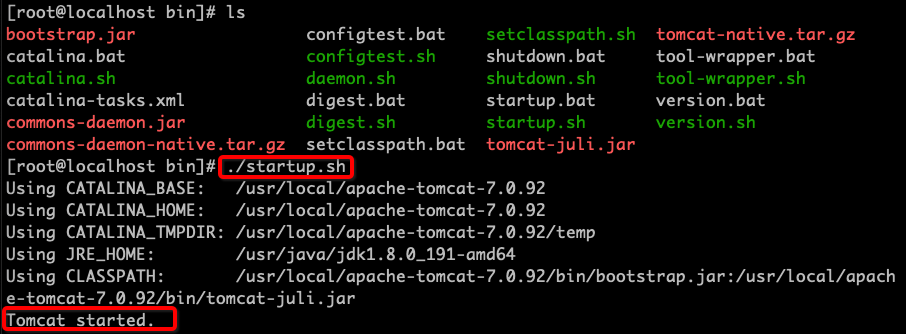 [root@localhost bin]# ls
bootstrap.jar configtest.bat setclasspath.sh tomcat-native.tar.gz
catalina.bat configtest.sh shutdown.bat tool-wrapper.bat
catalina.sh daemon.sh shutdown.sh tool-wrapper.sh
catalina-tasks.xml digest.bat startup.bat version.bat
commons-daemon.jar digest.sh startup.sh version.sh
commons-daemon-native.tar.gz setclasspath.bat tomcat-juli.jar
[root@localhost bin]# ./startup.sh
Using CATALINA_BASE: /usr/local/apache-tomcat-7.0.92
Using CATALINA_HOME: /usr/local/apache-tomcat-7.0.92
Using CATALINA_TMPDIR: /usr/local/apache-tomcat-7.0.92/temp
Using JRE_HOME: /usr/java/jdk1.8.0_191-amd64
Using CLASSPATH: /usr/local/apache-tomcat-7.0.92/bin/bootstrap.jar:/usr/local/apach
e-tomcat-7.0.92/bin/tomcat-juli.jar
Tomcat started.